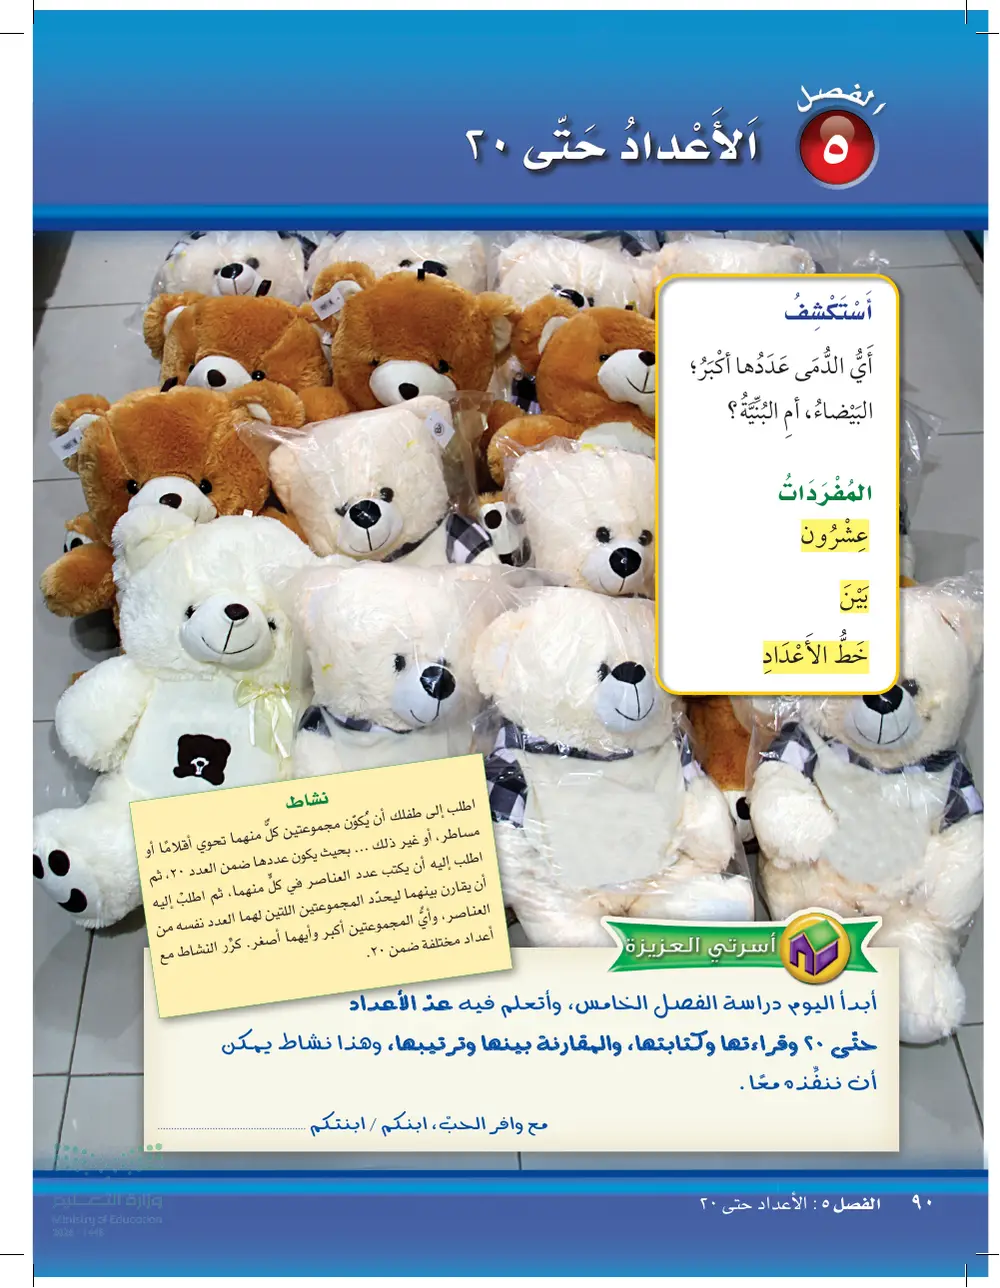 الفصل
٥
اَلأَعْدادُ حَتّى ٢٠
أَسْتَكْشِفُ
أَيُّ الدُّمَى عَدَدُها أكْبَرُ؛
البَيْضاءُ، أمِ البُنِّيَّةُ؟
المُفْرَدَاتُ
عِشْرُون
بَيْنَ
خَطُّ الأَعْدَادِ
نشاط
اطلب إلى طفلك أن يُكوّن مجموعتين كلٌّ منهما تحوي أقلامًا أو
مساطر، أو غير ذلك ... بحيث يكون عددها ضمن العدد ٢٠، ثم
اطلب إليه أن يكتب عدد العناصر في كلٍّ منهما، ثم اطلبْ إليه
أن يقارن بينهما ليحدّد المجموعتين اللتين لهما العدد نفسه من
العناصر، وأيُّ المجموعتين أكبر وأيهما أصغر. كرِّر النشاط مع
أعداد مختلفة ضمن ٢٠.
أسرتي العزيزة
أبدأ اليوم دراسة الفصل الخامس، وأتعلم فيه عدّ الأعداد
حتّى ٢٠ وقراءتها وكتابتها، والمقارنة بينها وترتيبها، وهذا نشاط يمكن
أن ننفِّذه معًا.
مع وافر الحبّ، ابنكم / ابنتكم
وزارة التعليم
Ministry of Education
2026 - 1448
الفصل ٥ : الأعداد حتى ٢٠
٩٠